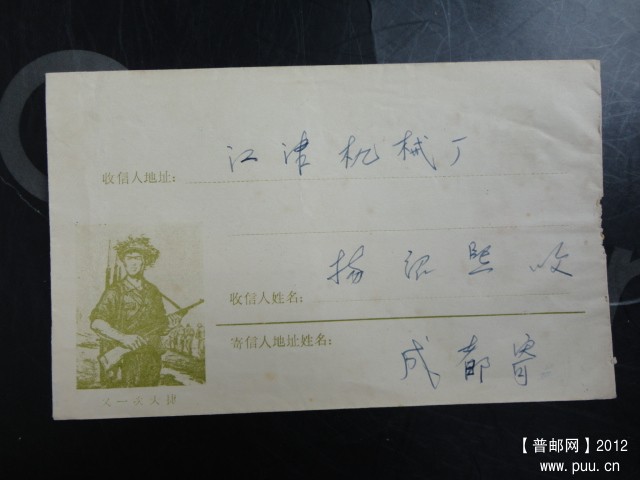 收信人地址: 江津机械厂
收信人姓名: 杨冠熙 收
寄信人地址姓名: 成都寄
【普邮网】2012
www.puu.cn